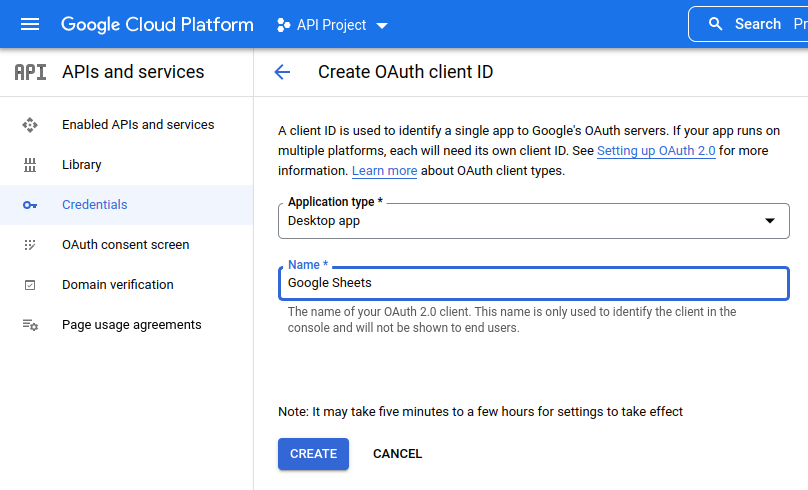 Google Cloud Platform
API Project
Search Pr
API APIs and services
Create OAuth client ID
Enabled APIs and services
Library
Credentials
OAuth consent screen
Domain verification
Page usage agreements
A client ID is used to identify a single app to Google's OAuth servers. If your app runs on
multiple platforms, each will need its own client ID. See Setting up OAuth 2.0 for more
information. Learn more about OAuth client types.
Application type *
Desktop app
Name *
Google Sheets
The name of your OAuth 2.0 client. This name is only used to identify the client in the
console and will not be shown to end users.
Note: It may take five minutes to a few hours for settings to take effect
CREATE
CANCEL